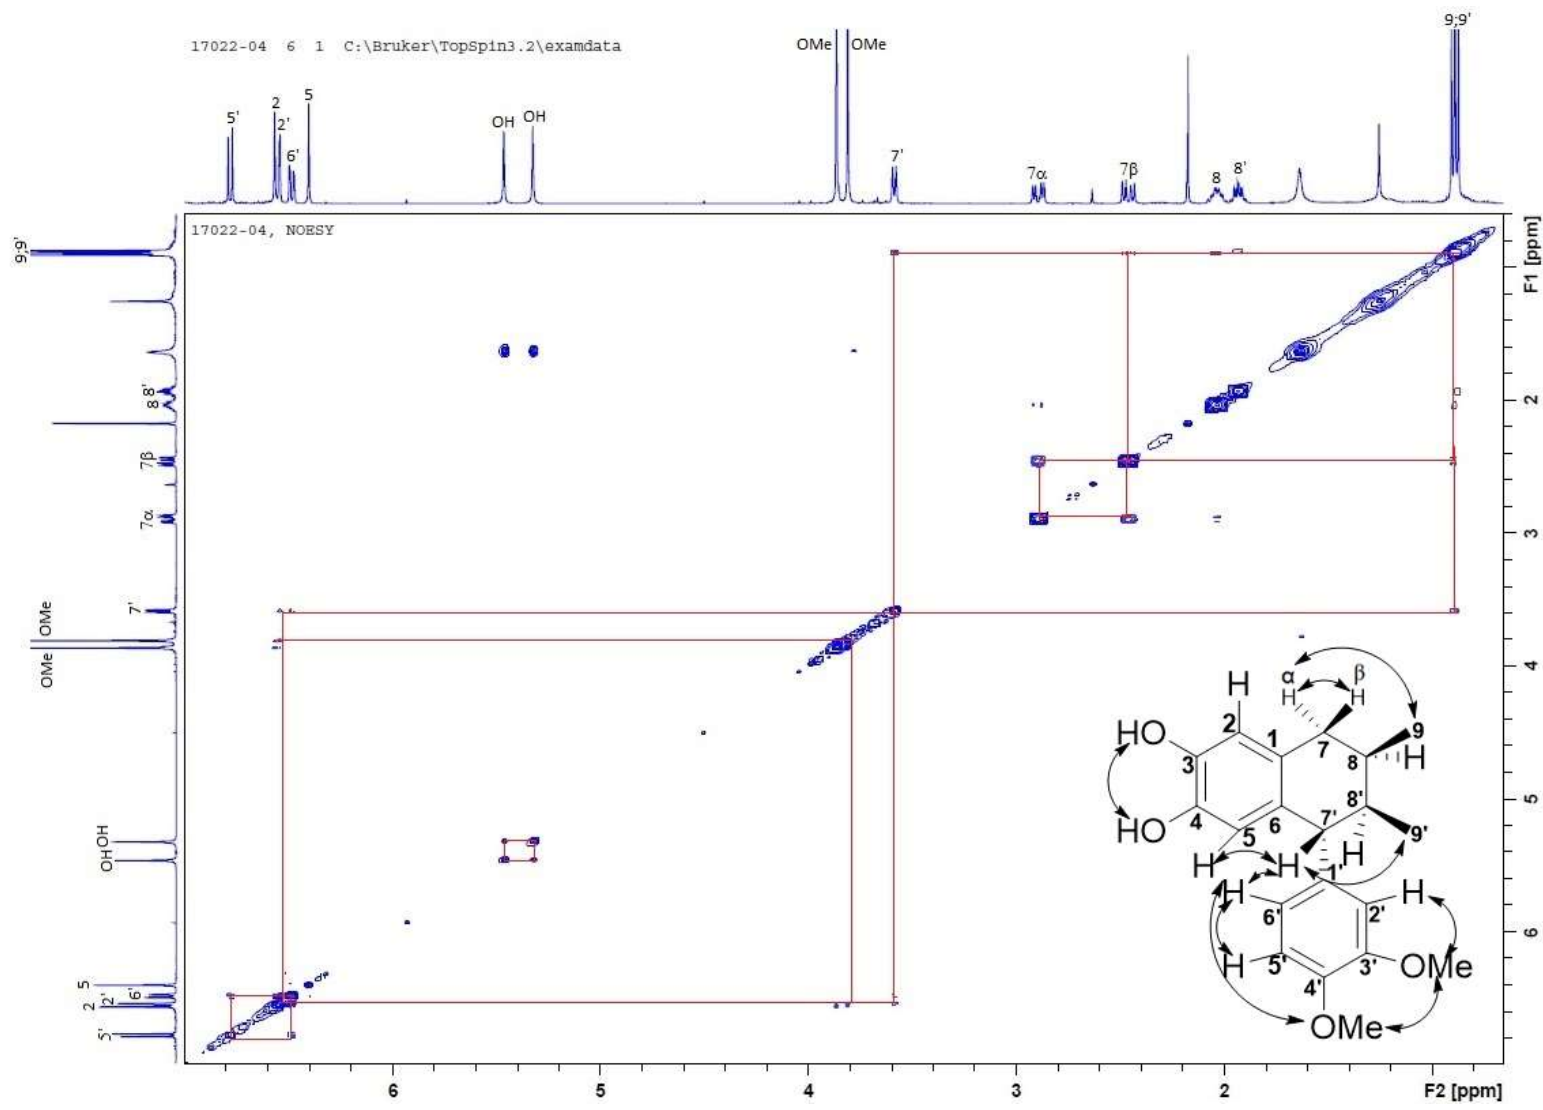 9;9'
17022-04 6 1 C:\Bruker\TopSpin3.2\examdata
OMe OMe
5' 2 2' 6' 5 OH OH 7' 7α 7β 8 8'
17022-04, NOESY
9;9'
8'
8
7β
7α
7'
OMe
OMe
OH
OH
5
6'
2'
2
5'
F1 [ppm]
2
3
4
5
6
α β
H H H
HO 2 1 7 9
3 8 H
HO 4 6 8'
5 7' 9'
H H H
1'
H H
6' 2'
H 5' 3' OMe
4'
OMe
6 5 4 3 2 F2 [ppm]